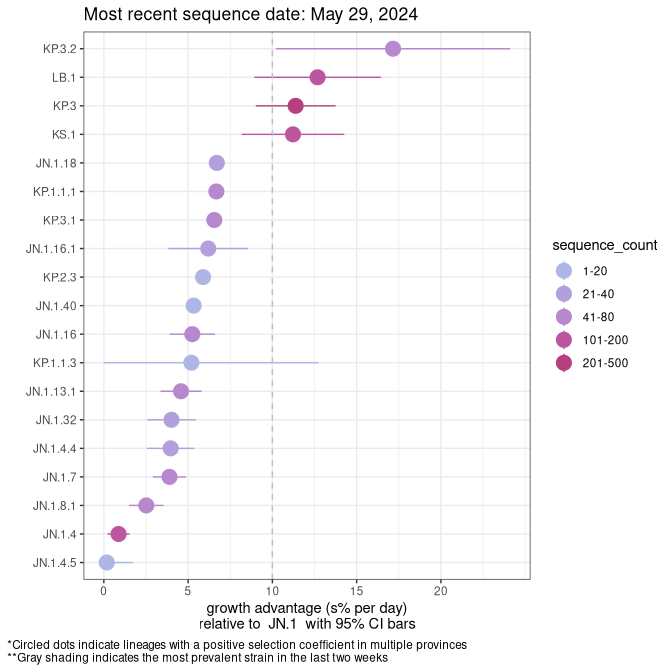 Most recent sequence date: May 29, 2024
KP.3.2
LB.1
KP.3
KS.1
JN.1.18
KP.1.1.1
KP.3.1
JN.1.16.1
KP.2.3
JN.1.40
JN.1.16
KP.1.1.3
JN.1.13.1
JN.1.32
JN.1.4.4
JN.1.7
JN.1.8.1
JN.1.4
JN.1.4.5
0 5 10 15 20
growth advantage (s% per day)
relative to JN.1 with 95% CI bars
sequence_count
1-20
21-40
41-80
101-200
201-500
*Circled dots indicate lineages with a positive selection coefficient in multiple provinces
**Gray shading indicates the most prevalent strain in the last two weeks